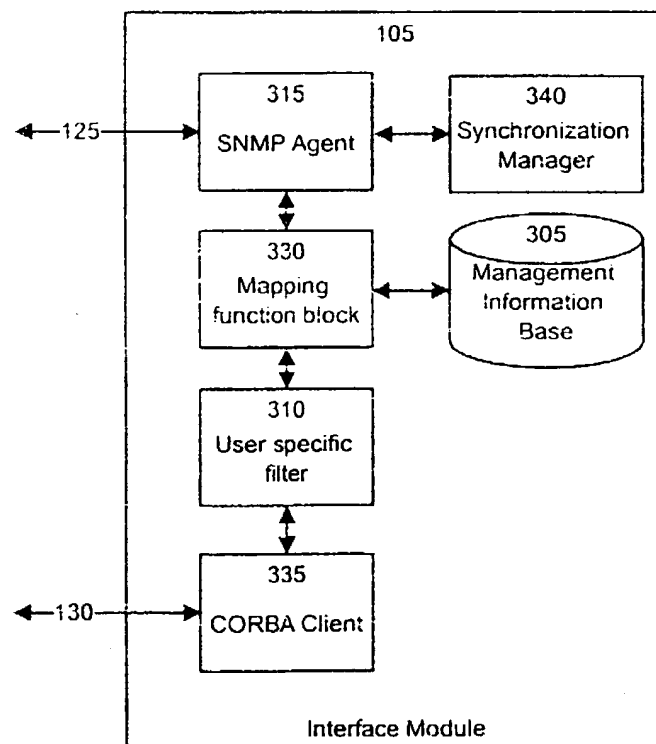 105
315
SNMP Agent
340
Synchronization
Manager
125
330
Mapping
function block
305
Management
Information
Base
310
User specific
filter
335
CORBA Client
130
Interface Module